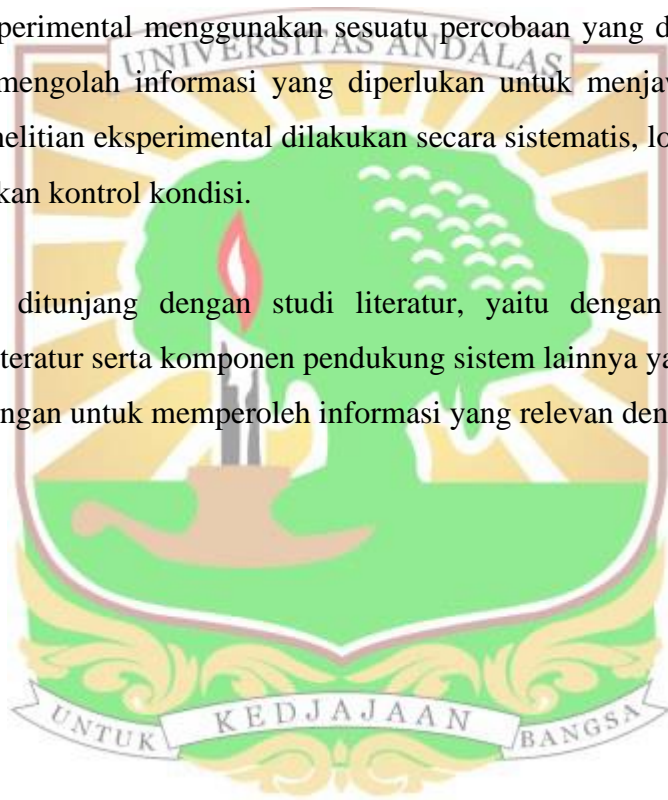 perimental menggunakan sesuatu percobaan yang d
UNIVERSITAS ANDALAS
mengolah informasi yang diperlukan untuk menja
nelitian eksperimental dilakukan secara sistematis, lo
kan kontrol kondisi.
ditunjang dengan studi literatur, yaitu dengan
teratur serta komponen pendukung sistem lainnya ya
ngan untuk memperoleh informasi yang relevan den
UNTUK KEDJAJAAN BANGSA